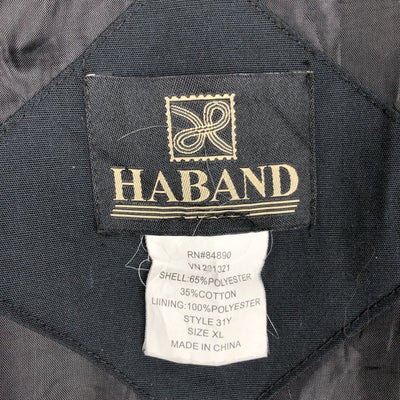 HABAND
RN#84890
VN 201321
SHELL:65%POLYESTER
35%COTTON
LIINING:100%POLYESTER
STYLE 31Y
SIZE XL
MADE IN CHINA